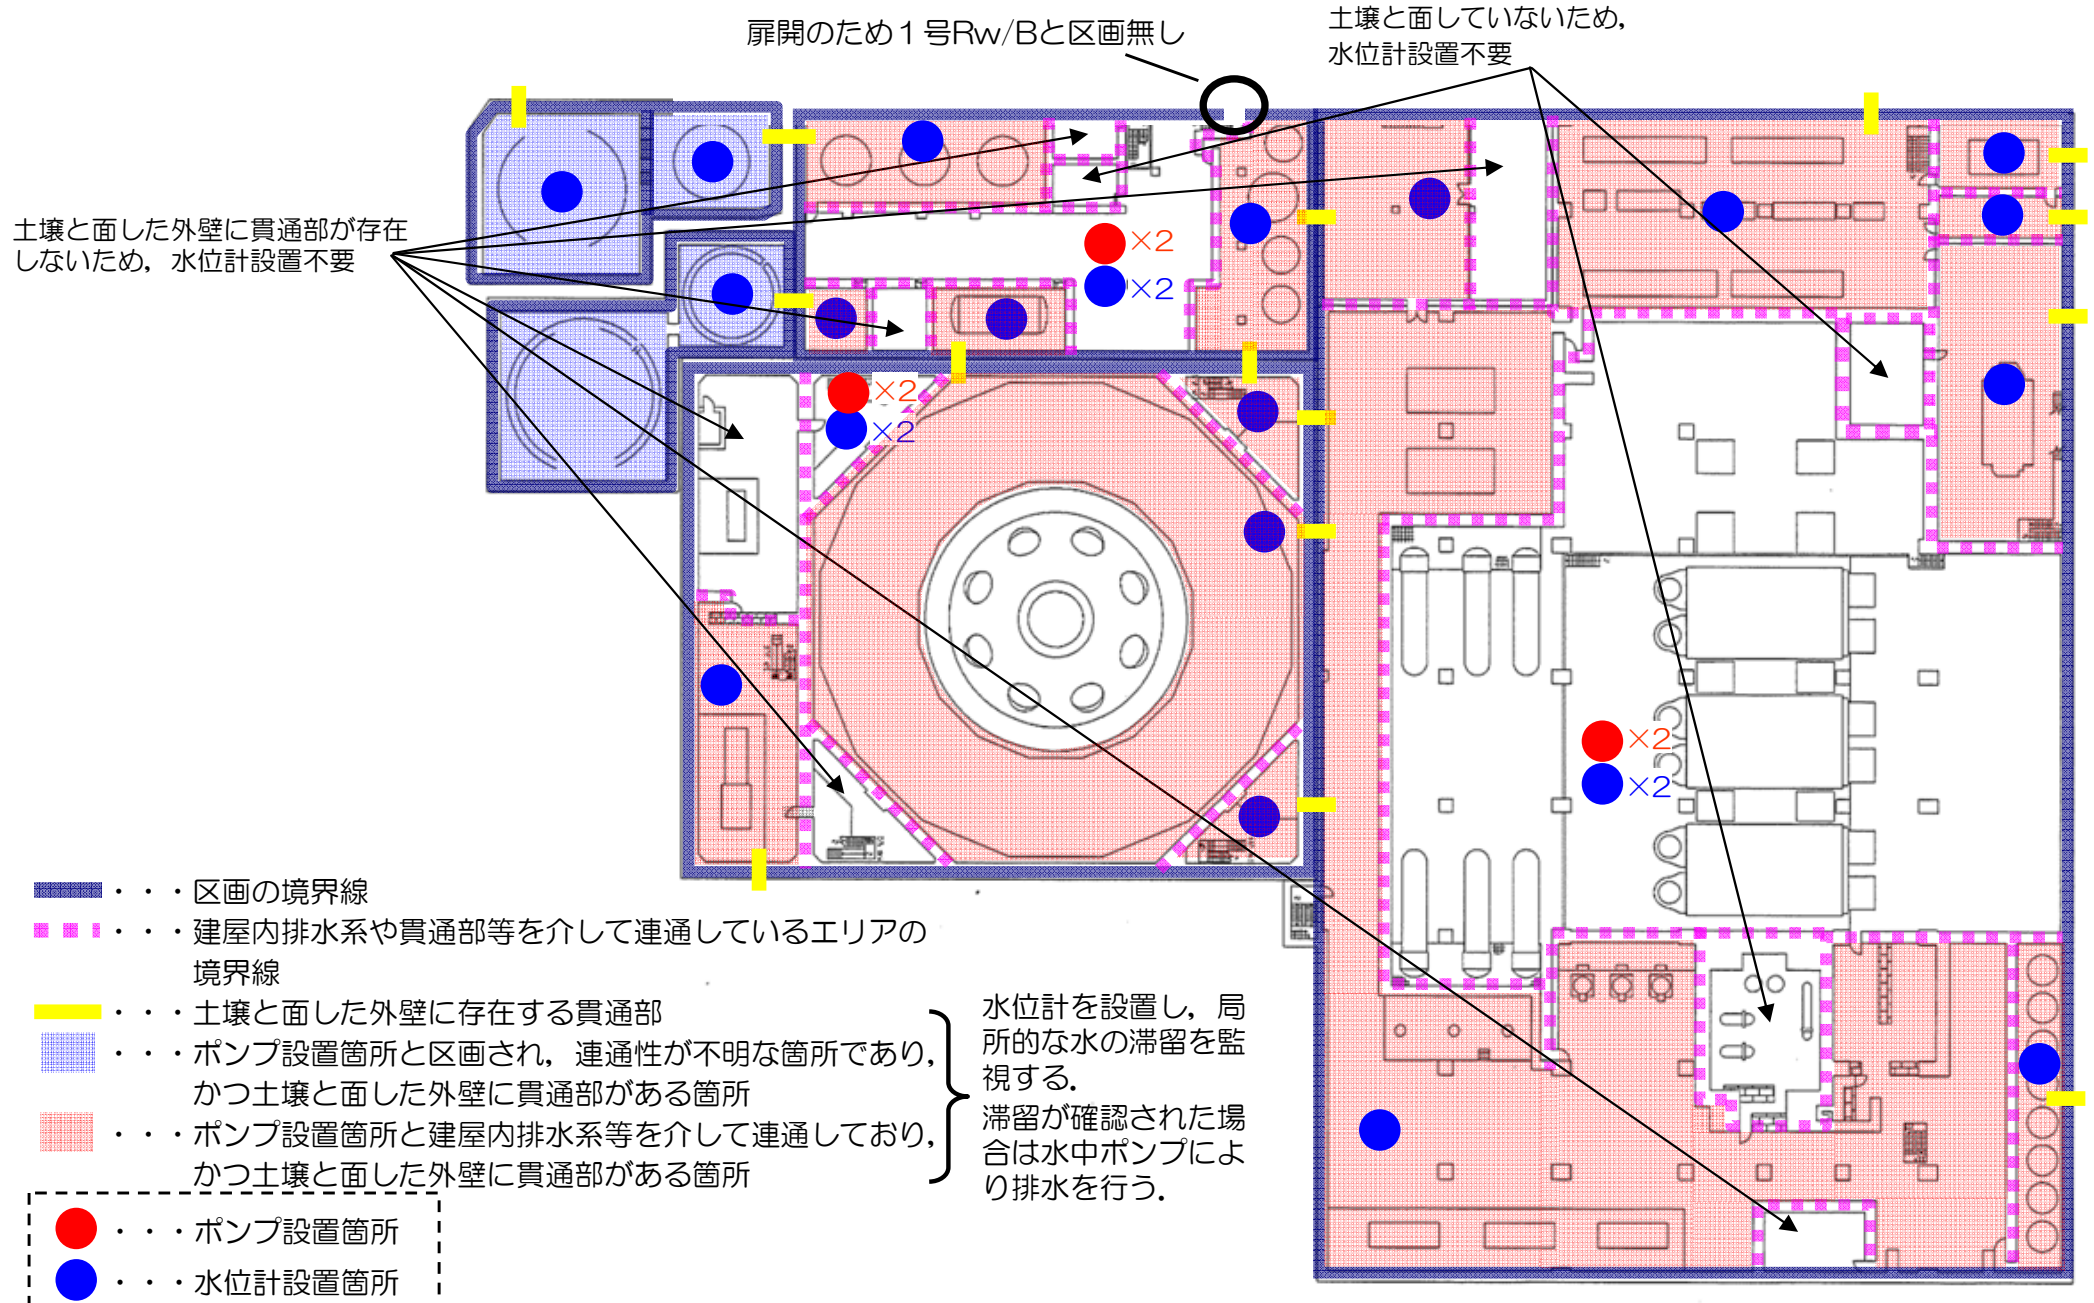 扉開のため１号Rw/Bと区画無し
土壌と面していないため，
水位計設置不要
土壌と面した外壁に貫通部が存在
しないため，水位計設置不要
×2
×2
×2
×2
×2
×2
・・・区画の境界線
・・・建屋内排水系や貫通部等を介して連通しているエリアの
境界線
・・・土壌と面した外壁に存在する貫通部
・・・ポンプ設置箇所と区画され，連通性が不明な箇所であり，
かつ土壌と面した外壁に貫通部がある箇所
・・・ポンプ設置箇所と建屋内排水系等を介して連通しており，
かつ土壌と面した外壁に貫通部がある箇所
水位計を設置し，局
所的な水の滞留を監
視する．
滞留が確認された場
合は水中ポンプによ
り排水を行う．
・・・ポンプ設置箇所
・・・水位計設置箇所